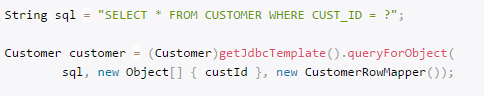 String sql = "SELECT * FROM CUSTOMER WHERE CUST_ID = ?";
Customer customer = (Customer)getJdbcTemplate().queryForObject(
sql, new Object[] { custId }, new CustomerRowMapper());